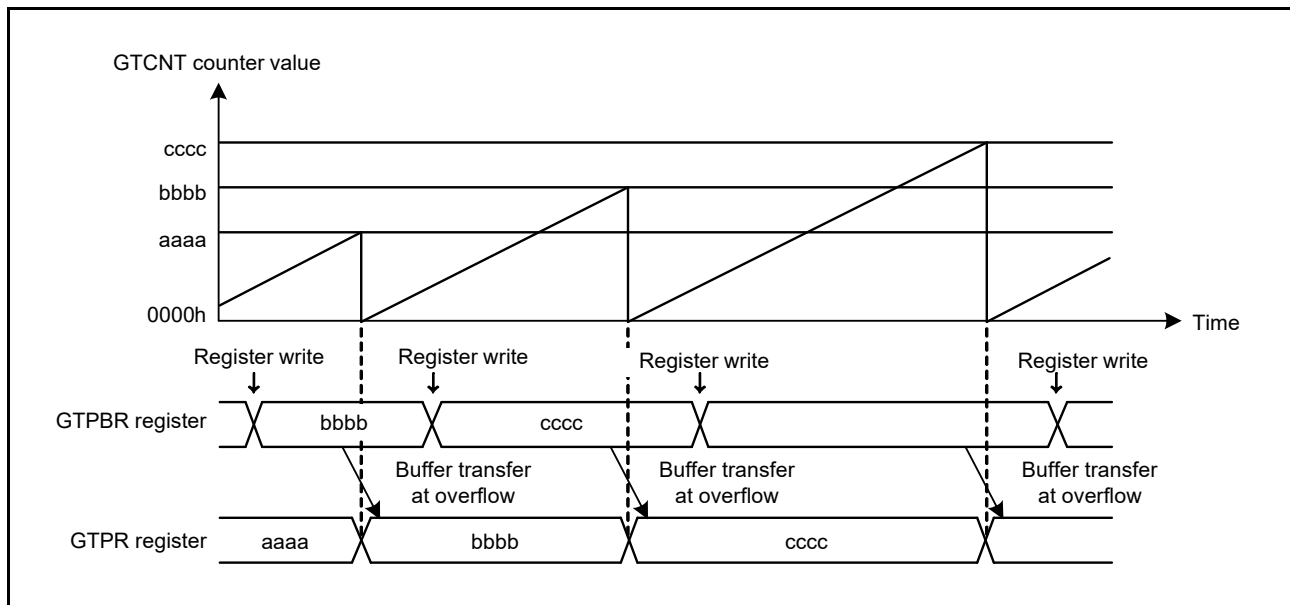 GTCNT counter value
cccc
bbbb
aaaa
0000h
Time
Register write
Register write
Register write
Register write
GTPBR register
bbbb
cccc
Buffer transfer
at overflow
Buffer transfer
at overflow
Buffer transfer
at overflow
GTPR register
aaaa
bbbb
cccc